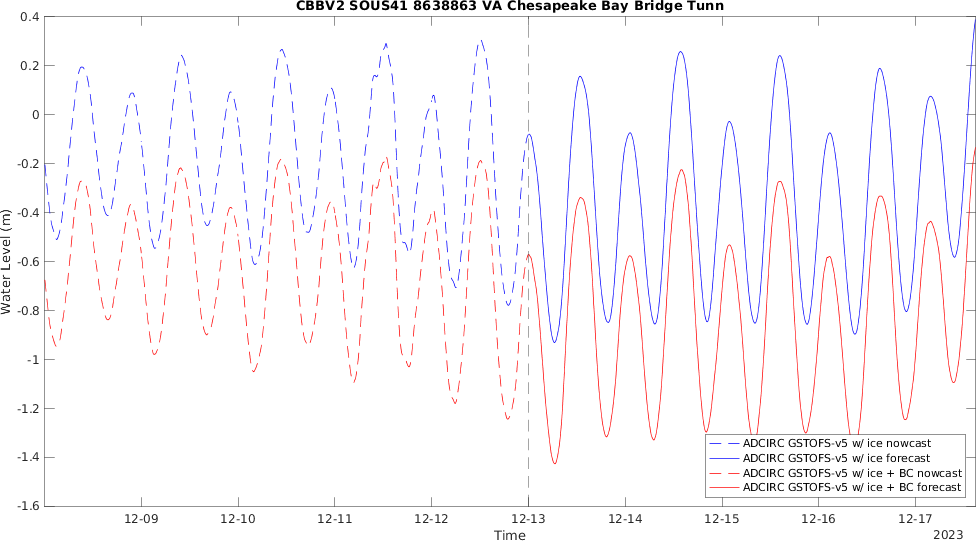 CBBV2 SOUS41 8638863 VA Chesapeake Bay Bridge Tunn
0.4
0.2
0
-0.2
-0.4
-0.6
-0.8
-1
-1.2
-1.4
-1.6
Water Level (m)
ADCIRC GSTOFS-v5 w/ ice nowcast
ADCIRC GSTOFS-v5 w/ ice forecast
ADCIRC GSTOFS-v5 w/ ice + BC nowcast
ADCIRC GSTOFS-v5 w/ ice + BC forecast
12-09 12-10 12-11 12-12 12-13 12-14 12-15 12-16 12-17
Time
2023